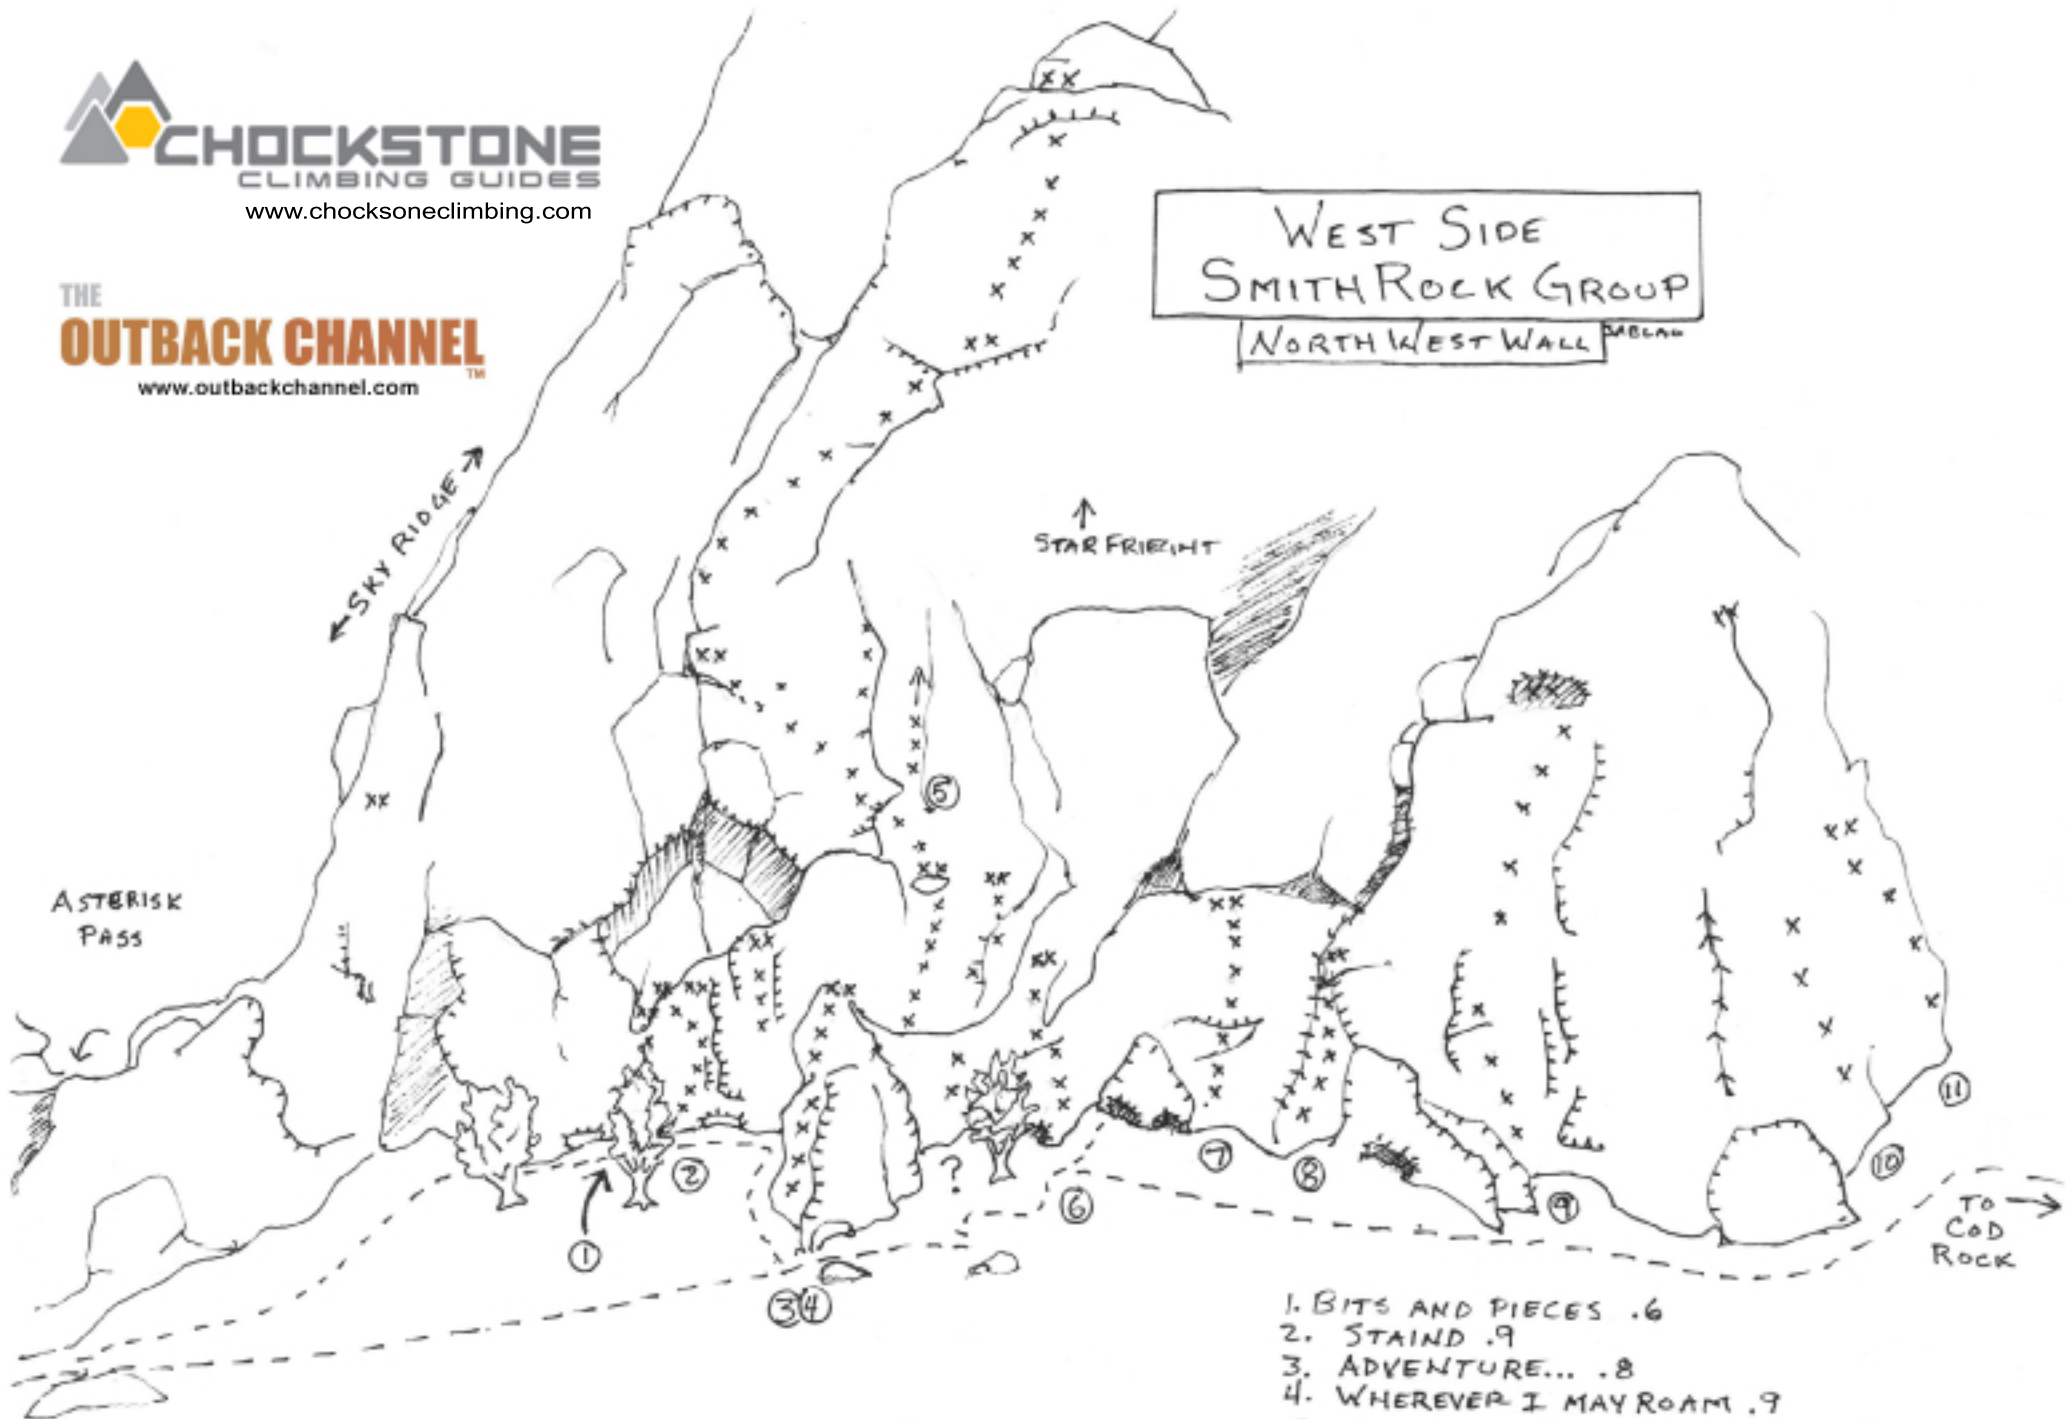 CHOCKSTONE
CLIMBING GUIDES
www.chocksoneclimbing.com
THE
OUTBACK CHANNEL
TM
www.outbackchannel.com
WEST SIDE
SMITH ROCK GROUP
NORTH WEST WALL
SKY RIDGE
ASTERISK
PASS
5
?
1
2
3 4
6
7
8
9
10
11
TO
COD
ROCK
1. BITS AND PIECES .6
2. STAIND .9
3. ADVENTURE... .8
4. WHEREVER I MAY ROAM .9